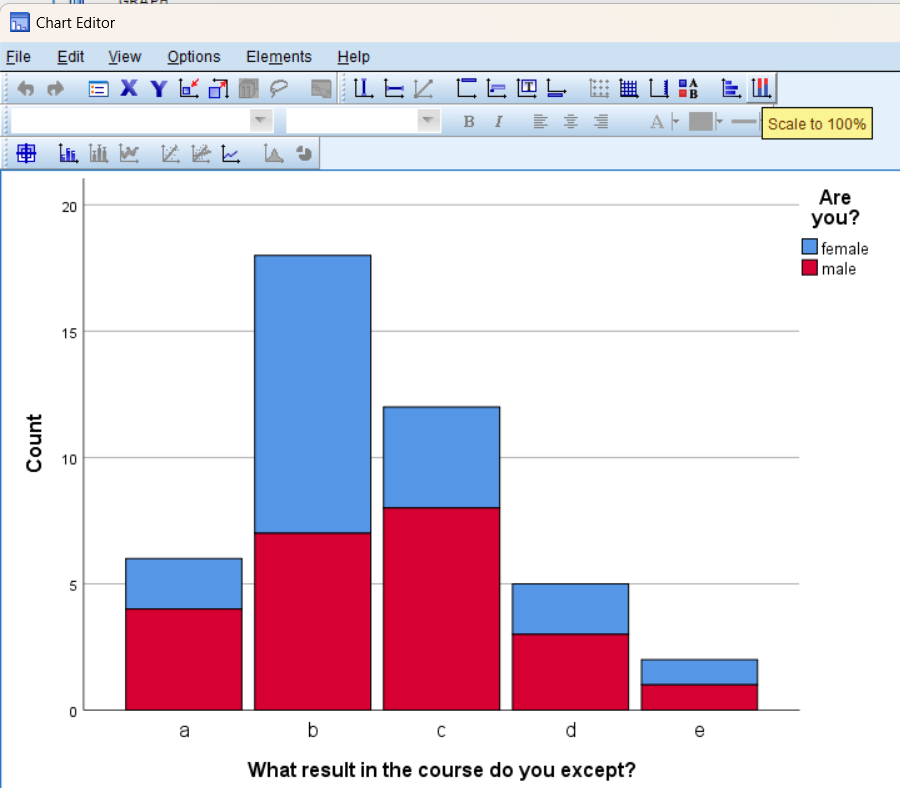 GRAPH
Chart Editor
File Edit View Options Elements Help
Scale to 100%
B I A
20
15
10
5
0
Count
Are
you?
female
male
a b c d e
What result in the course do you except?